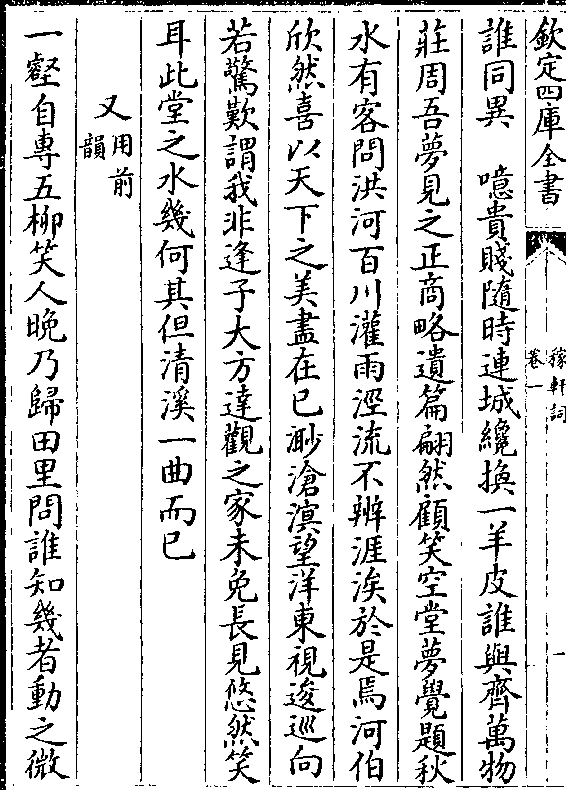 欽定四庫全書
稼軒詞
卷一
一
誰同異　噫貴賤隨時連城纔換一羊皮誰與齊萬物
莊周吾夢見之正商略遺篇翩然顧笑空堂夢覺題秋
水有客問洪河百川灌雨涇流不辨涯涘於是焉河伯
欣然喜以天下之美盡在已渺滄溟望洋東視逡巡向
若驚歎謂我非逢子大方達觀之家未免長見悠然笑
耳此堂之水幾何其但清溪一曲而已
又用前
韻
一壑自專五柳笑人晚乃歸田里問誰知幾者動之微